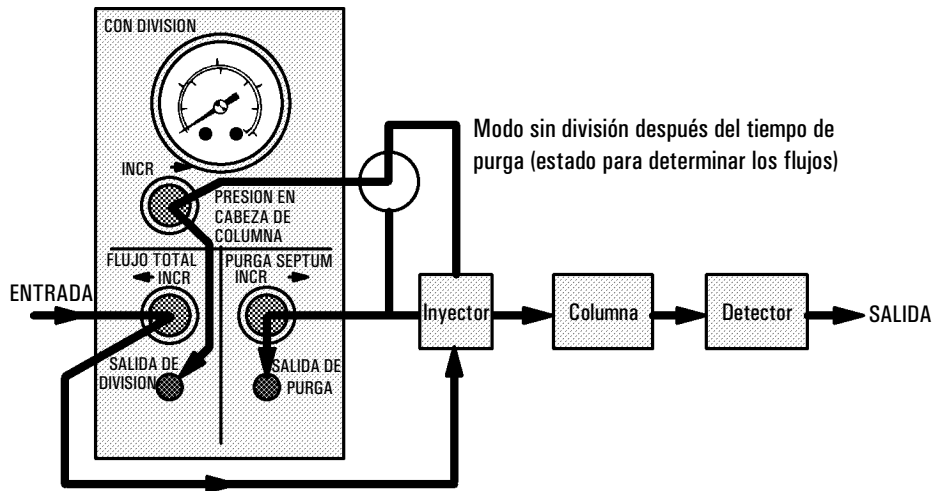 CON DIVISION
INCR
PRESION EN
CABEZA DE
COLUMNA
Modo sin división después del tiempo de
purga (estado para determinar los flujos)
FLUJO TOTAL
INCR
PURGA SEPTUM
INCR
ENTRADA
Inyector
Columna
Detector
SALIDA
SALIDA DE
DIVISION
SALIDA DE
PURGA